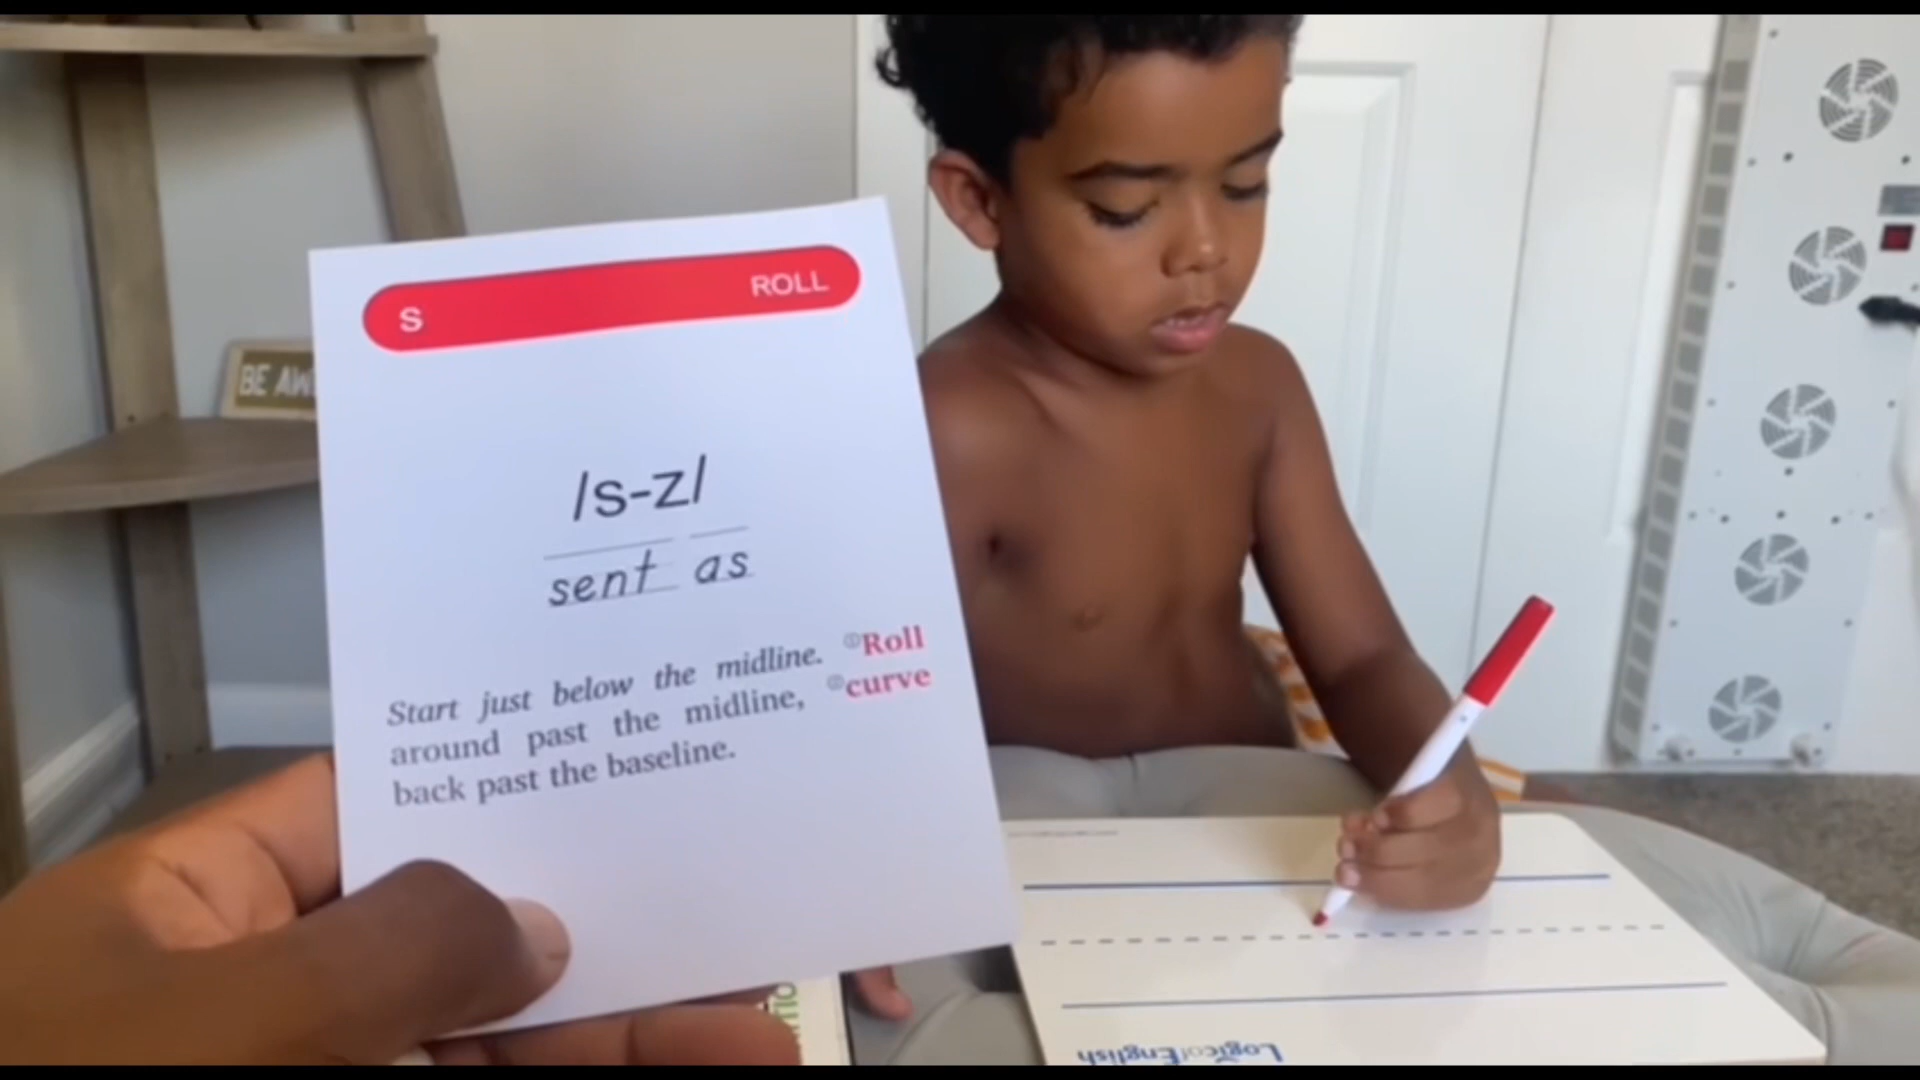 S ROLL
BE AW
/s-z/
sent as
Start just below the midline. ①Roll
around past the midline, ②curve
back past the baseline.
Logic of English